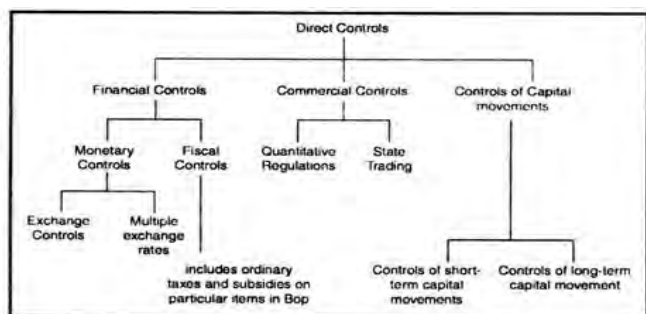 Direct Controls
Financial Controls
Commercial Controls
Controls of Capital
movements
Monetary
Controls
Fiscal
Controls
Quantitative
Regulations
State
Trading
Exchange
Controls
Multiple
exchange
rates
includes ordinary
taxes and subsidies on
particular items in Bop
Controls of short-
term capital
movements
Controls of long-term
capital movement